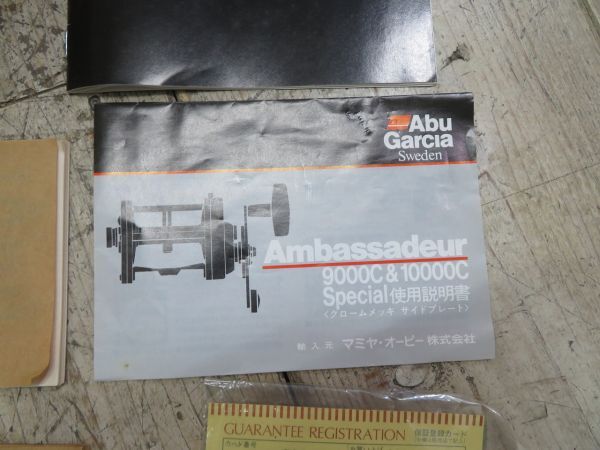 Abu
Garcia
Sweden
Ambassadeur
9000C & 10000C
Special 使用説明書
<クロームメッキ サイドプレート>
輸入元 マミヤ・オーピー株式会社
GUARANTEE REGISTRATION 保証登録カード